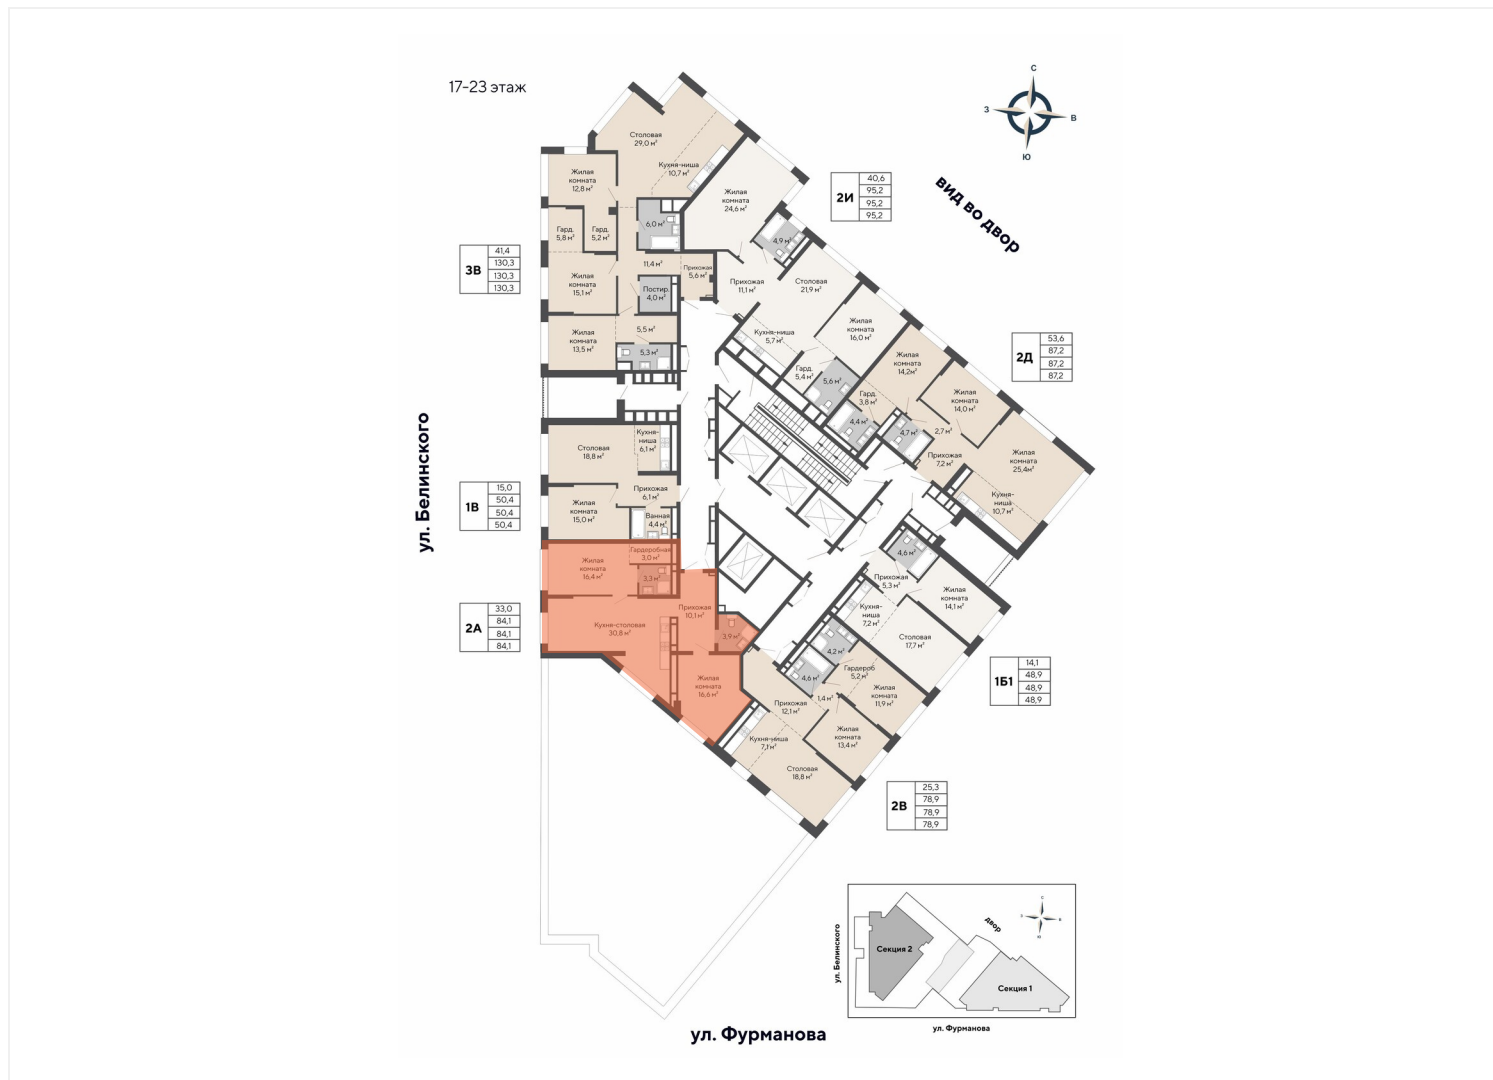 17-23 этаж
С
З
В
Ю
вид во двор
Столовая
29,0 м²
Кухня-ниша
10,7 м²
Жилая
комната
12,8 м²
Жилая
комната
24,6 м²
2И
40,6
95,2
95,2
95,2
Гард.
5,8 м²
Гард.
5,2 м²
6,0 м²
4,9 м²
3В
41,4
130,3
130,3
130,3
11,4 м²
Прихожая
5,6 м²
Жилая
комната
15,1 м²
Постир.
4,0 м²
Прихожая
11,1 м²
Столовая
21,9 м²
Жилая
комната
16,0 м²
Кухня-ниша
5,7 м²
5,5 м²
Жилая
комната
13,5 м²
5,3 м²
Гард.
5,4 м²
5,6 м²
Жилая
комната
14,2м²
2Д
53,6
87,2
87,2
87,2
Гард.
3,8 м²
Жилая
комната
14,0 м²
4,4 м²
4,7 м²
2,7 м²
Прихожая
7,2 м²
Жилая
комната
25,4м²
Кухня-
ниша
10,7 м²
ул. Белинского
Кухня-
ниша
6,1 м²
Столовая
18,8 м²
1В
15,0
50,4
50,4
50,4
Прихожая
6,1 м²
Жилая
комната
15,0 м²
Ванная
4,4 м²
Гардеробная
3,0 м²
Жилая
комната
16,4 м²
3,3 м²
4,6 м²
Прихожая
5,3 м²
Жилая
комната
14,1 м²
2А
33,0
84,1
84,1
84,1
Прихожая
10,1 м²
Кухня-столовая
30,8 м²
3,9 м²
Кухня-
ниша
7,2 м²
Столовая
17,7 м²
4,2 м²
Жилая
комната
16,6 м²
4,6 м²
Гардероб
5,2 м²
1,4 м²
Жилая
комната
11,9 м²
1Б1
14,1
48,9
48,9
48,9
Прихожая
12,1 м²
Жилая
комната
13,4 м²
Кухня-ниша
7,1 м²
Столовая
18,8 м²
2В
25,3
78,9
78,9
78,9
ул. Белинского
Секция 2
двор
Секция 1
ул. Фурманова
ул. Фурманова